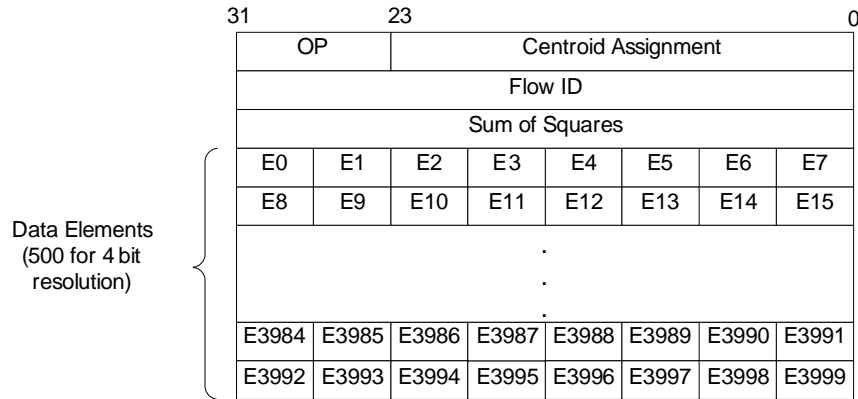 31 23 0
OP Centroid Assignment
Flow ID
Sum of Squares
E0 E1 E2 E3 E4 E5 E6 E7
E8 E9 E10 E11 E12 E13 E14 E15
Data Elements
(500 for 4 bit
resolution)
.
.
.
E3984 E3985 E3986 E3987 E3988 E3989 E3990 E3991
E3992 E3993 E3994 E3995 E3996 E3997 E3998 E3999